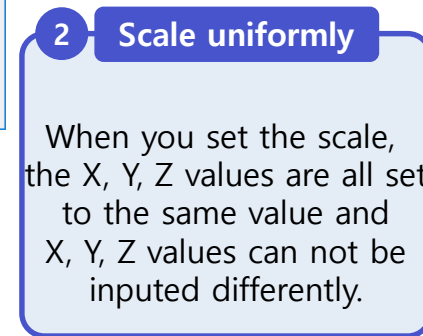 2 Scale uniformly
When you set the scale,
the X, Y, Z values are all set
to the same value and
X, Y, Z values can not be
inputed differently.